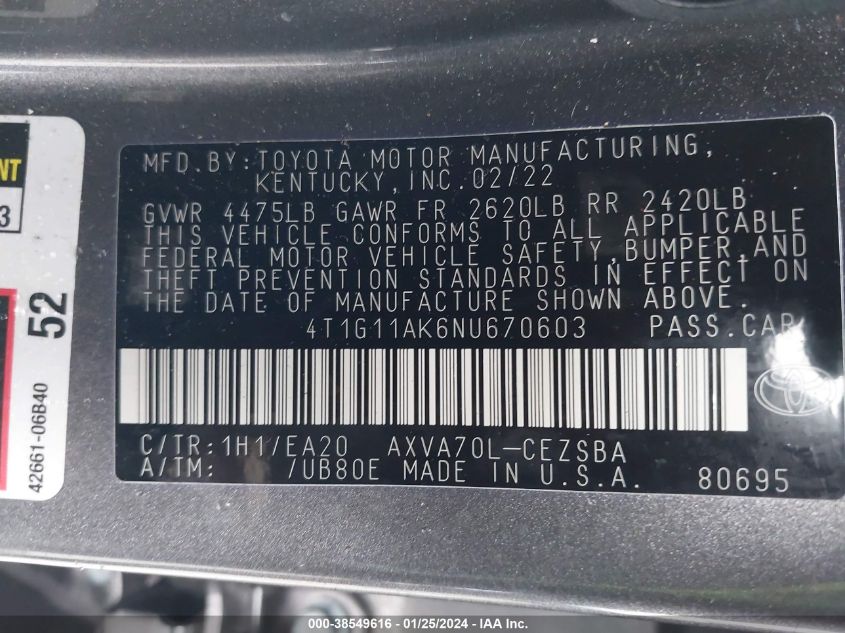 NT
3
52
42661-06B40
MFD.BY:TOYOTA MOTOR MANUFACTURING,
KENTUCKY,INC.02/22
GVWR 4475LB GAWR FR 2620LB RR 2420LB
THIS VEHICLE CONFORMS TO ALL APPLICABLE
FEDERAL MOTOR VEHICLE SAFETY,BUMPER,AND
THEFT PREVENTION STANDARDS IN EFFECT ON
THE DATE OF MANUFACTURE SHOWN ABOVE.
4T1G11AK6NU670603 PASS.CAR
C/TR:1H1/EA20 AXVA70L-CEZSBA
A/TM: /UB80E MADE IN U.S.A. 80695
000-38549616 - 01/25/2024 - IAA Inc.